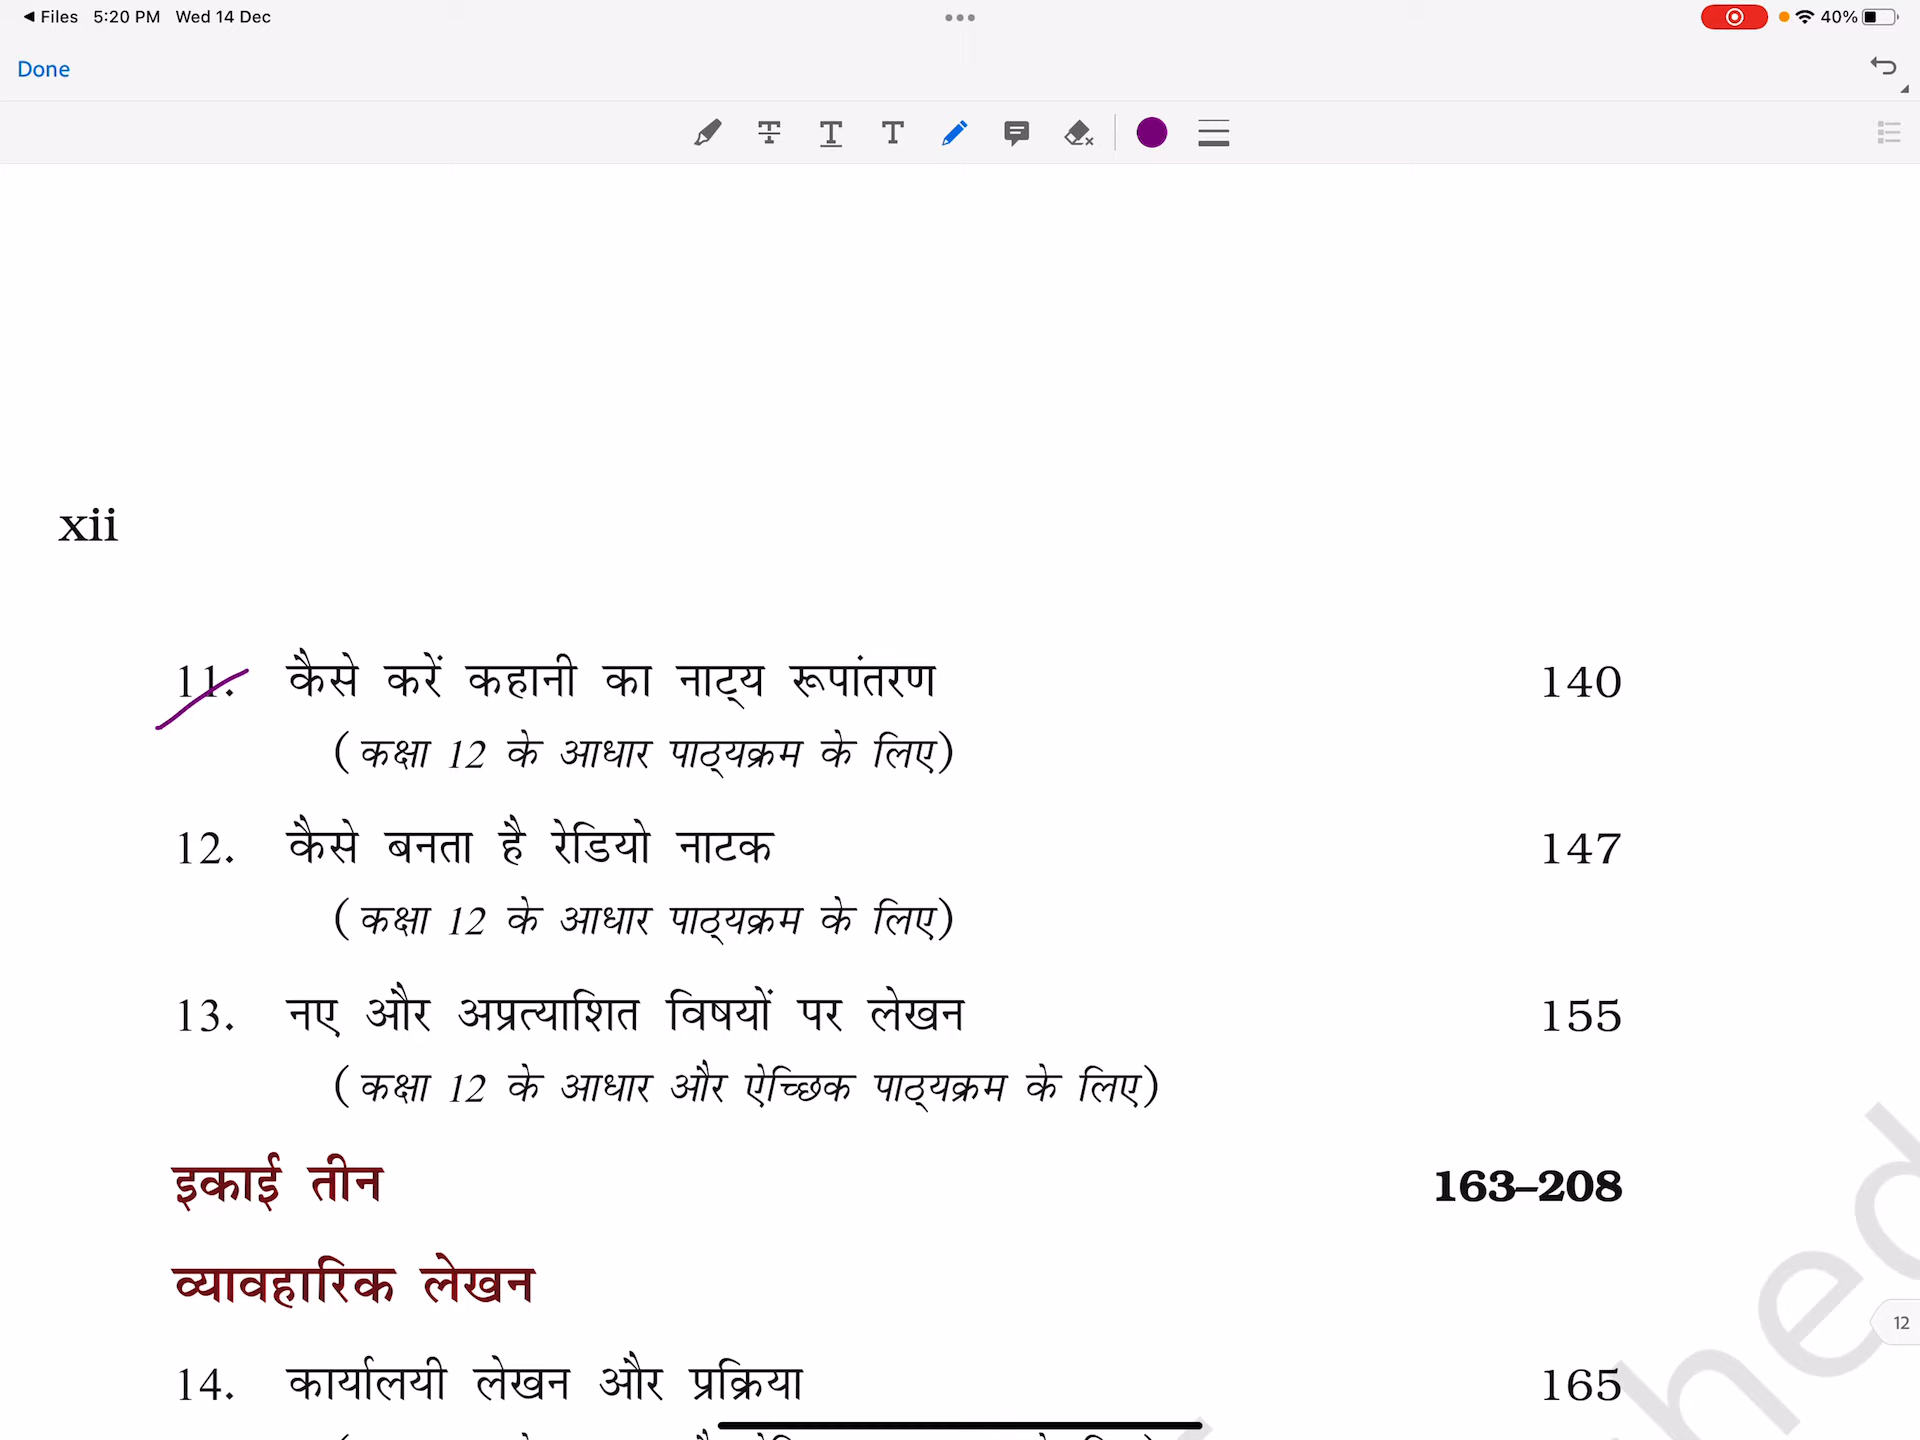 Files 5:20 PM Wed 14 Dec 40%
Done
xii
11. कैसे करें कहानी का नाट्य रूपांतरण 140
(कक्षा 12 के आधार पाठ्यक्रम के लिए)
12. कैसे बनता है रेडियो नाटक 147
(कक्षा 12 के आधार पाठ्यक्रम के लिए)
13. नए और अप्रत्याशित विषयों पर लेखन 155
(कक्षा 12 के आधार और ऐच्छिक पाठ्यक्रम के लिए)
इकाई तीन 163–208
व्यावहारिक लेखन
12
14. कार्यालयी लेखन और प्रक्रिया 165